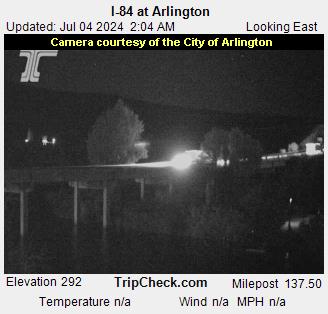 I-84 at Arlington
Updated: Jul 04 2024 2:04 AM Looking East
Camera courtesy of the City of Arlington
Elevation 292 TripCheck.com Milepost 137.50
Temperature n/a Wind n/a MPH n/a